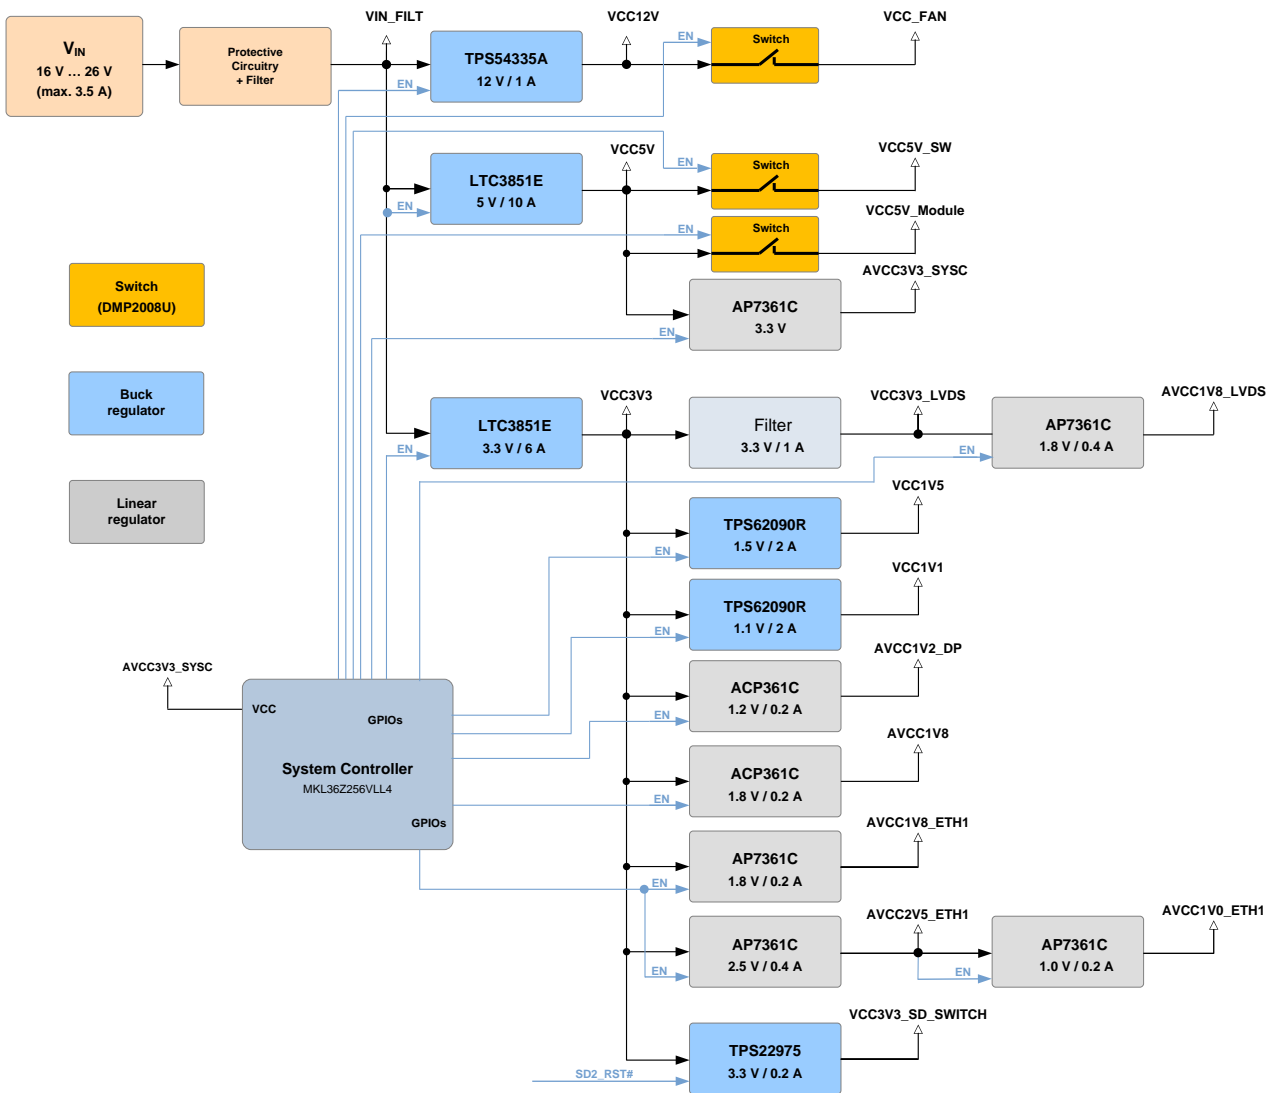 VIN_FILT
VCC12V
VCC_FAN
VIN
16 V ... 26 V
(max. 3.5 A)
Protective
Circuitry
+ Filter
EN
TPS54335A
12 V / 1 A
EN
Switch
VCC5V
VCC5V_SW
EN
LTC3851E
5 V / 10 A
EN
Switch
VCC5V_Module
EN
Switch
AVCC3V3_SYSC
Switch
(DMP2008U)
AP7361C
3.3 V
EN
Buck
regulator
VCC3V3
VCC3V3_LVDS
AVCC1V8_LVDS
EN
LTC3851E
3.3 V / 6 A
Filter
3.3 V / 1 A
EN
AP7361C
1.8 V / 0.4 A
Linear
regulator
VCC1V5
EN
TPS62090R
1.5 V / 2 A
VCC1V1
EN
TPS62090R
1.1 V / 2 A
AVCC1V2_DP
AVCC3V3_SYSC
VCC
GPIOs
System Controller
MKL36Z256VLL4
GPIOs
EN
ACP361C
1.2 V / 0.2 A
AVCC1V8
EN
ACP361C
1.8 V / 0.2 A
AVCC1V8_ETH1
EN
AP7361C
1.8 V / 0.2 A
AVCC2V5_ETH1
AVCC1V0_ETH1
EN
AP7361C
2.5 V / 0.4 A
EN
AP7361C
1.0 V / 0.2 A
VCC3V3_SD_SWITCH
SD2_RST#
TPS22975
3.3 V / 0.2 A